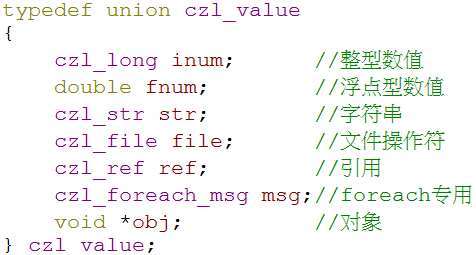 typedef union czl_value
{
    czl_long inum;       //整型数值
    double fnum;         //浮点型数值
    czl_str str;         //字符串
    czl_file file;       //文件操作符
    czl_ref ref;         //引用
    czl_foreach_msg msg;//foreach专用
    void *obj;           //对象
} czl_value;